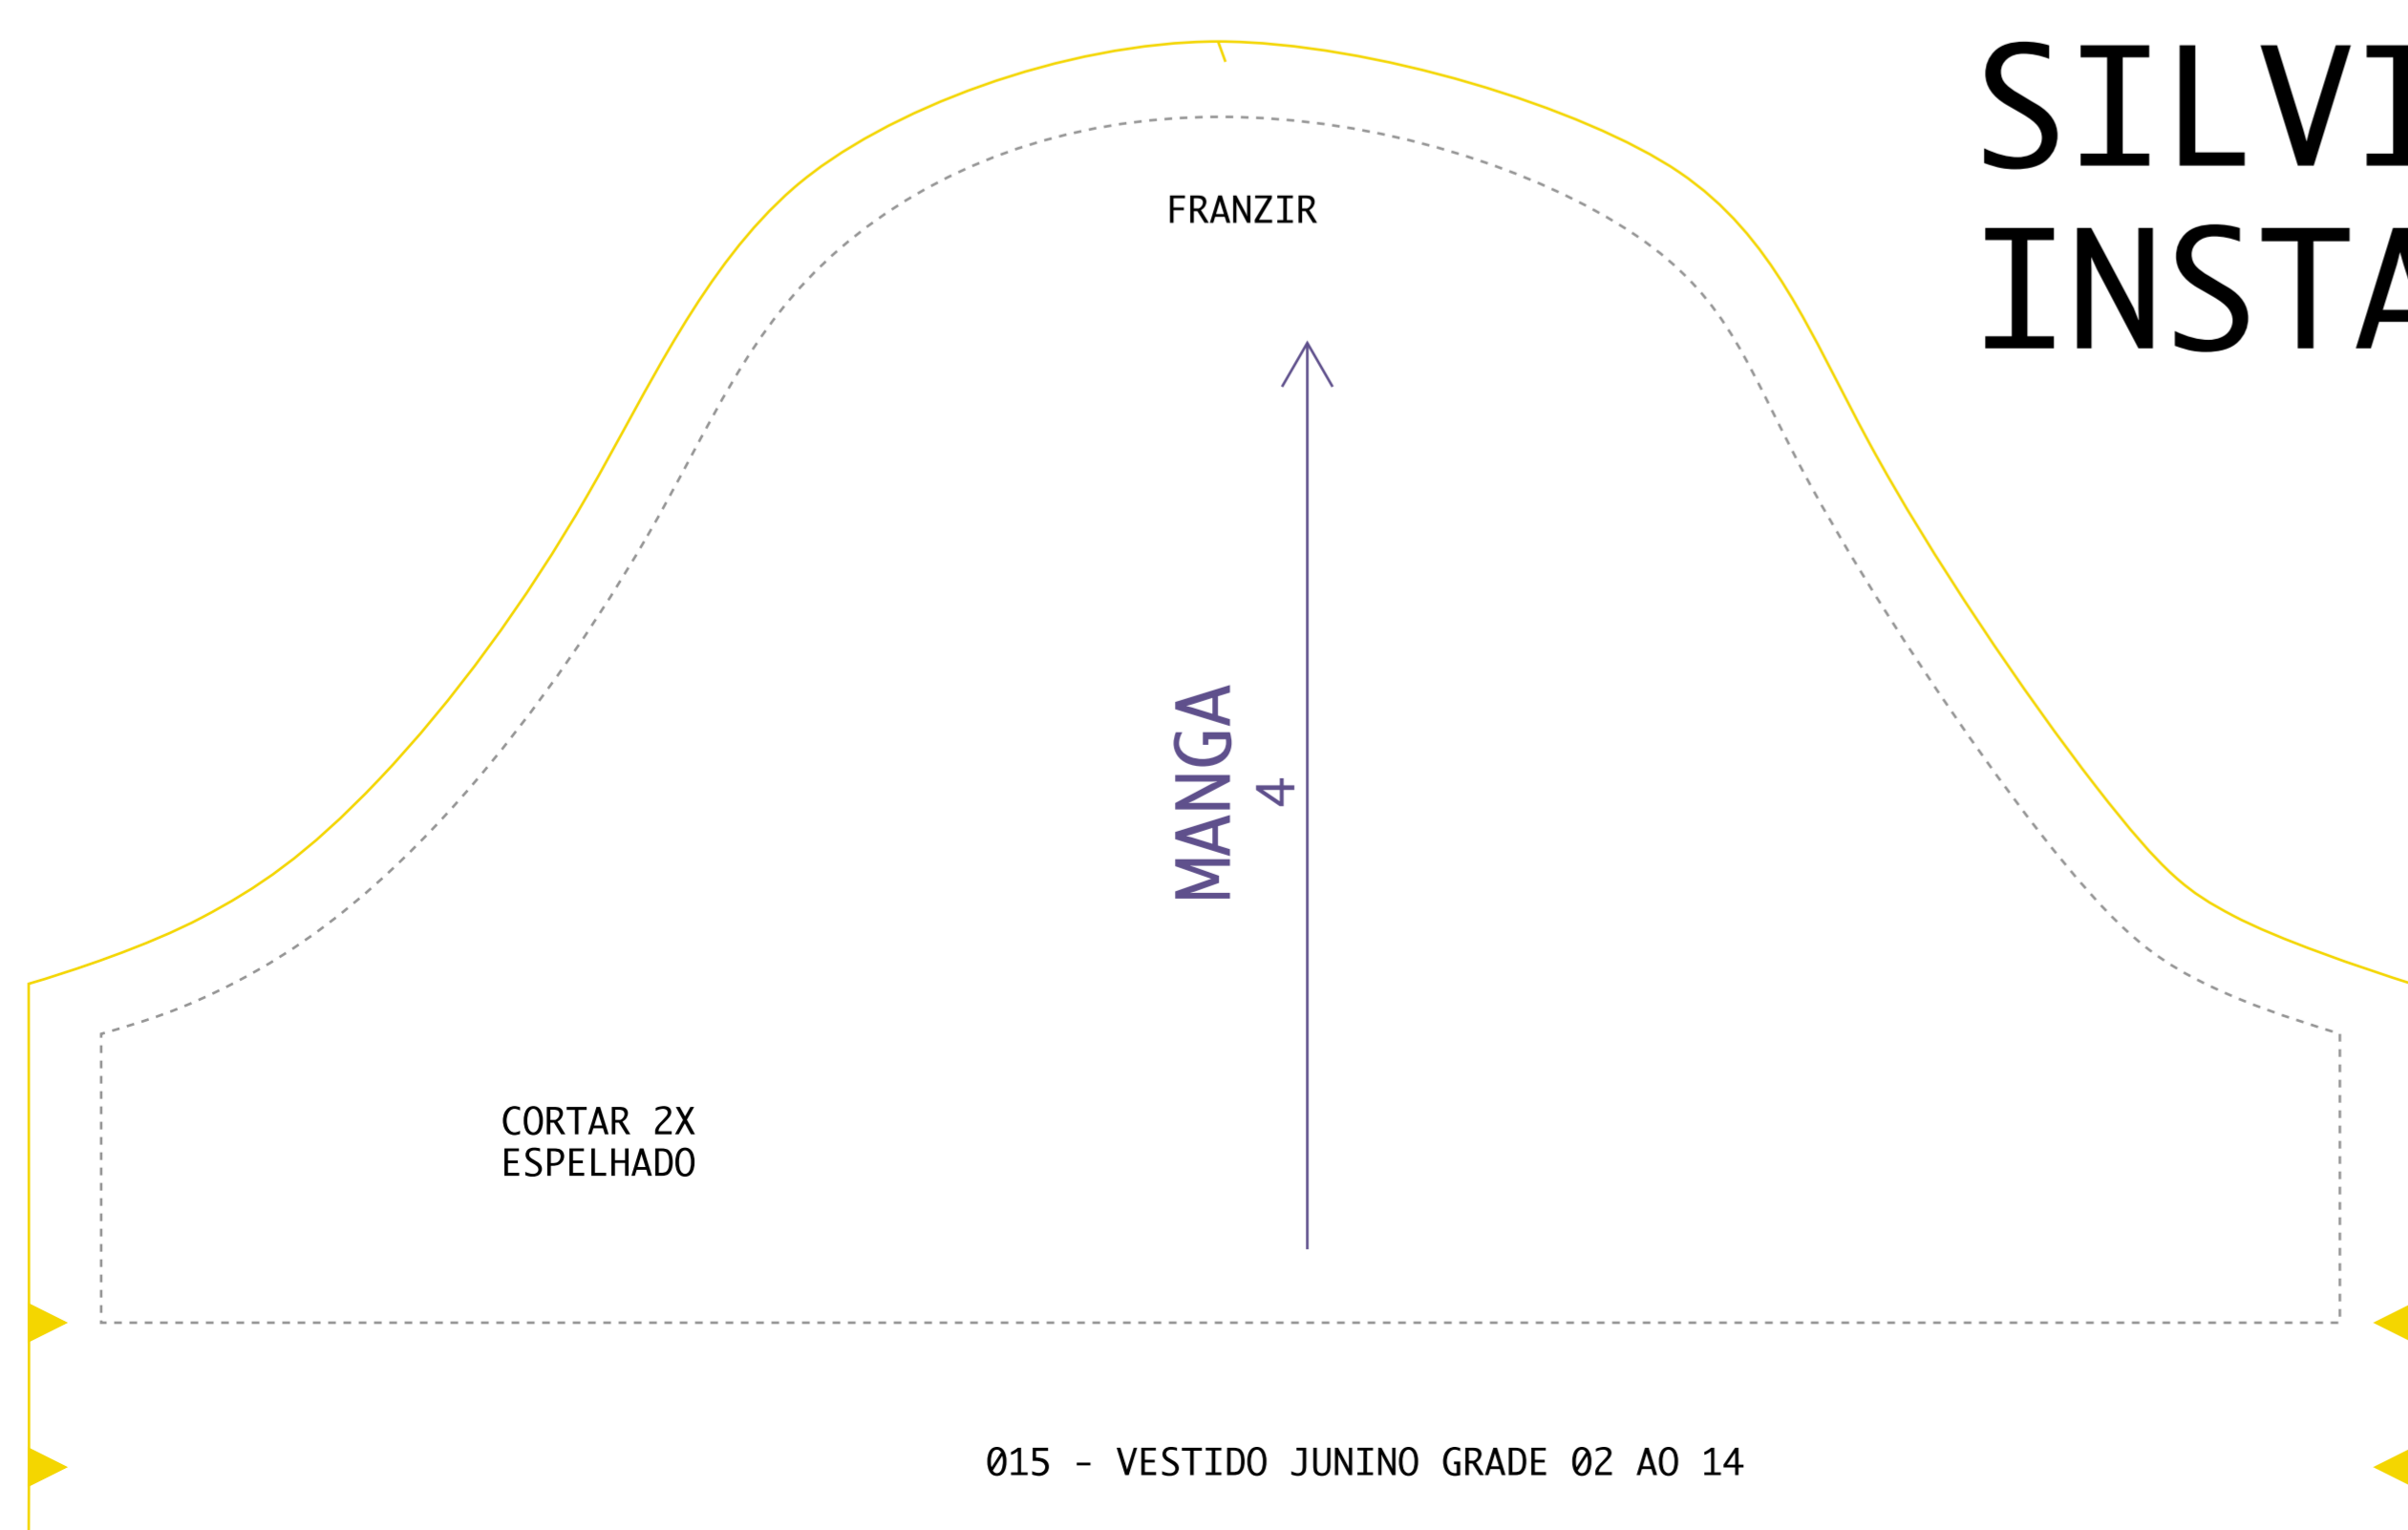 SILVI
INSTA
FRANZIR
MANGA
4
CORTAR 2X
ESPELHADO
015 - VESTIDO JUNINO GRADE 02 AO 14